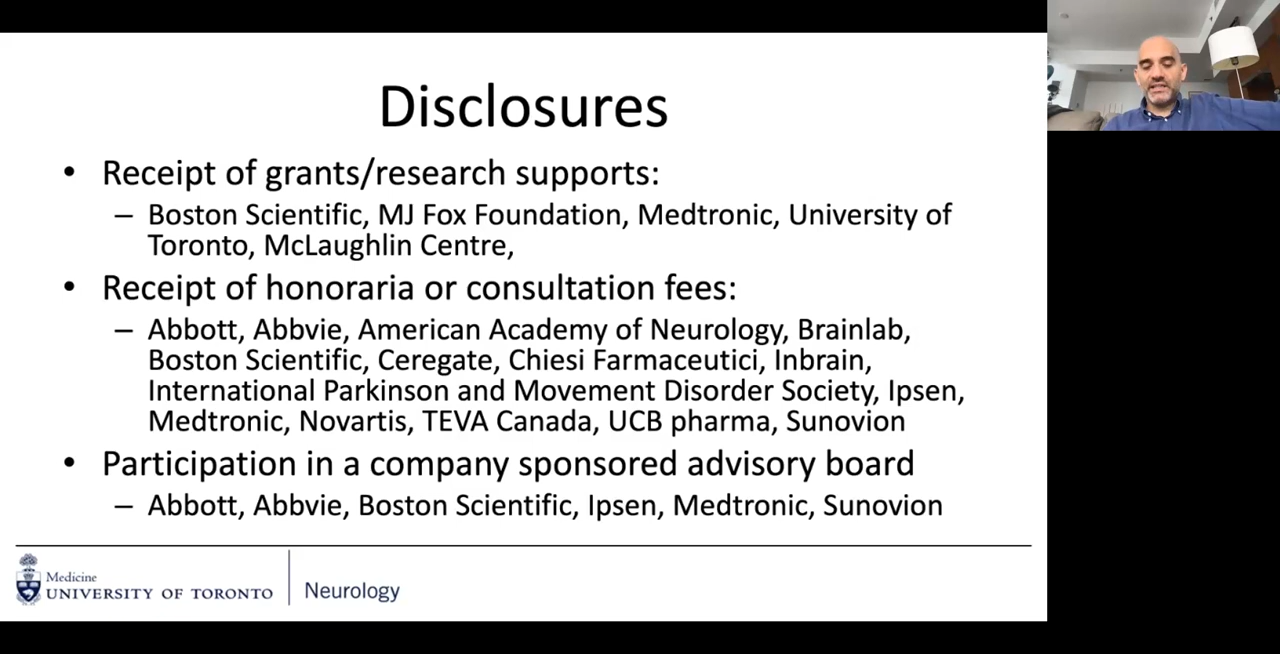 Disclosures
• Receipt of grants/research supports:
– Boston Scientific, MJ Fox Foundation, Medtronic, University of
Toronto, McLaughlin Centre,
• Receipt of honoraria or consultation fees:
– Abbott, Abbvie, American Academy of Neurology, Brainlab,
Boston Scientific, Ceregate, Chiesi Farmaceutici, Inbrain,
International Parkinson and Movement Disorder Society, Ipsen,
Medtronic, Novartis, TEVA Canada, UCB pharma, Sunovion
• Participation in a company sponsored advisory board
– Abbott, Abbvie, Boston Scientific, Ipsen, Medtronic, Sunovion
Medicine
UNIVERSITY OF TORONTO
Neurology